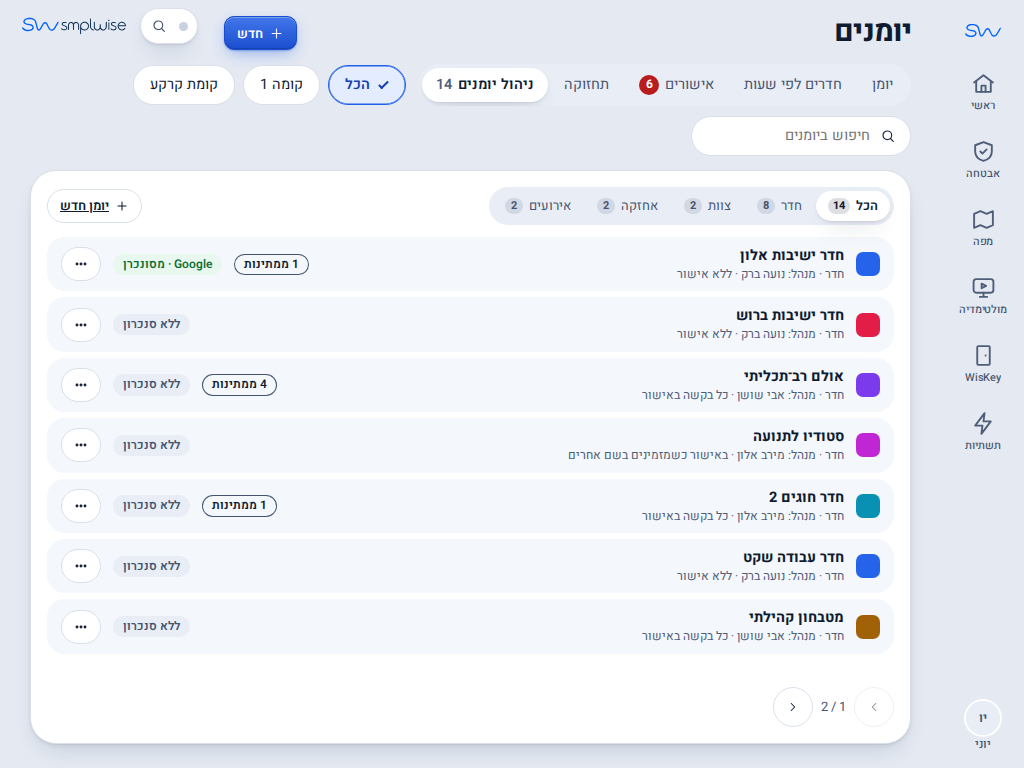 יומנים
חדש
smplwise
ראשי
אבטחה
מפה
מולטימדיה
WisKey
תשתיות
יו
יוני
יומן
חדרים לפי שעות
אישורים 6
תחזוקה
ניהול יומנים 14
הכל
קומה 1
קומת קרקע
חיפוש ביומנים
הכל 14
חדר 8
צוות 2
אחזקה 2
אירועים 2
יומן חדש
חדר ישיבות אלון
חדר · מנהל: נועה ברק · ללא אישור
1 ממתינות
Google · מסונכרן
חדר ישיבות ברוש
חדר · מנהל: נועה ברק · ללא אישור
ללא סנכרון
אולם רב־תכליתי
חדר · מנהל: אבי שושן · כל בקשה באישור
4 ממתינות
ללא סנכרון
סטודיו לתנועה
חדר · מנהל: מירב אלון · באישור כשמזמינים בשם אחרים
ללא סנכרון
חדר חוגים 2
חדר · מנהל: מירב אלון · כל בקשה באישור
1 ממתינות
ללא סנכרון
חדר עבודה שקט
חדר · מנהל: נועה ברק · ללא אישור
ללא סנכרון
מטבחון קהילתי
חדר · מנהל: אבי שושן · כל בקשה באישור
ללא סנכרון
1 / 2